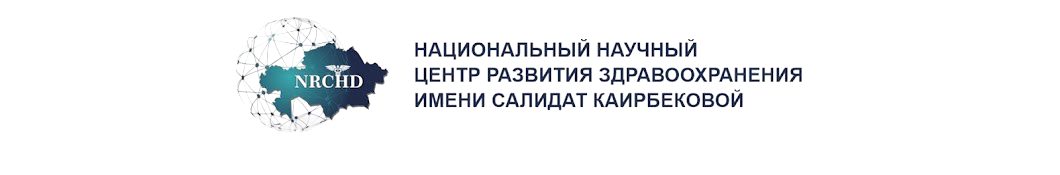 NRCHD
НАЦИОНАЛЬНЫЙ НАУЧНЫЙ
ЦЕНТР РАЗВИТИЯ ЗДРАВООХРАНЕНИЯ
ИМЕНИ САЛИДАТ КАИРБЕКОВОЙ